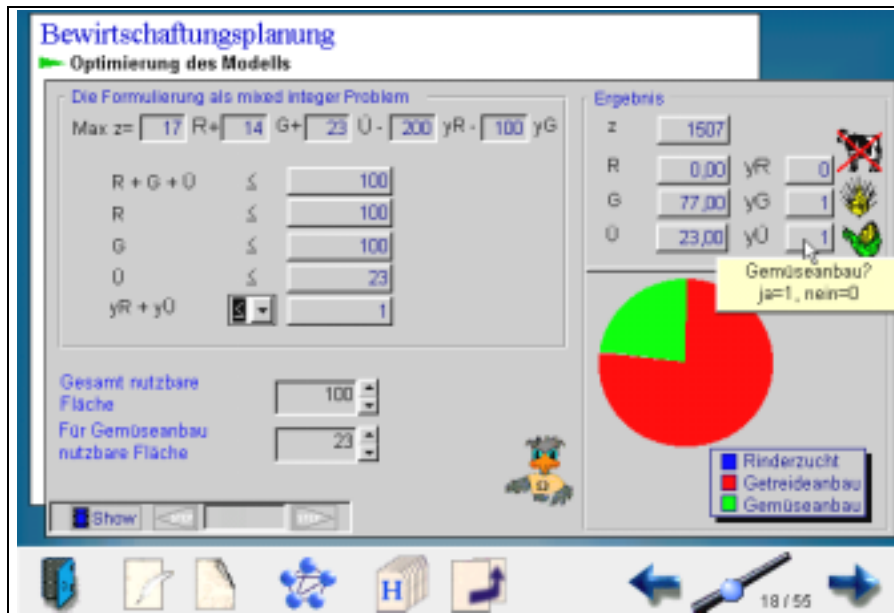 Bewirtschaftungsplanung
Optimierung des Modells
Die Formulierung als mixed integer Problem
Max z= 17 R+ 14 G+ 23 Ü - 200 yR - 100 yG
R + G + Ü ≤ 100
R ≤ 100
G ≤ 100
Ü ≤ 23
yR + yÜ ≤ 1
Gesamt nutzbare
Fläche
100
Für Gemüseanbau
nutzbare Fläche
23
Show
Ergebnis
z 1507
R 0,00 yR 0
G 77,00 yG 1
Ü 23,00 yÜ 1
Gemüseanbau?
ja=1, nein=0
Rinderzucht
Getreideanbau
Gemüseanbau
Ω
H
18 / 55